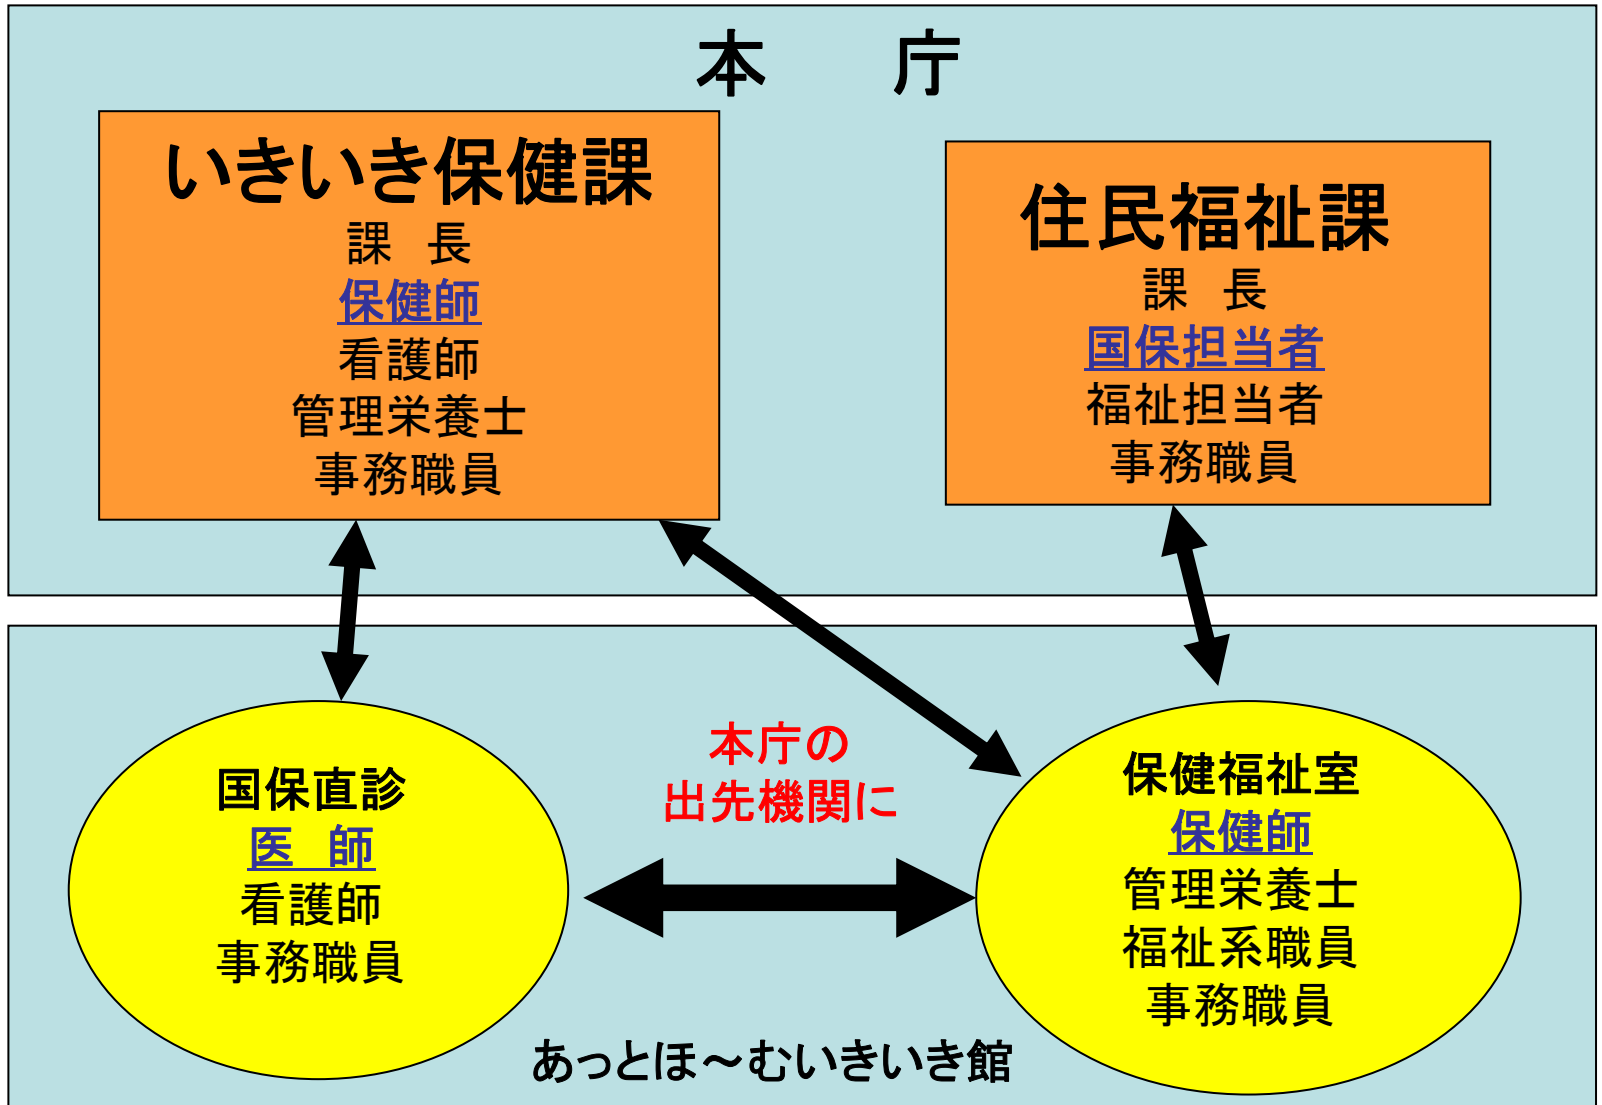 本　　庁
いきいき保健課
課　長
保健師
看護師
管理栄養士
事務職員
住民福祉課
課　長
国保担当者
福祉担当者
事務職員
国保直診
医　師
看護師
事務職員
本庁の
出先機関に
保健福祉室
保健師
管理栄養士
福祉系職員
事務職員
あっとほ～むいきいき館